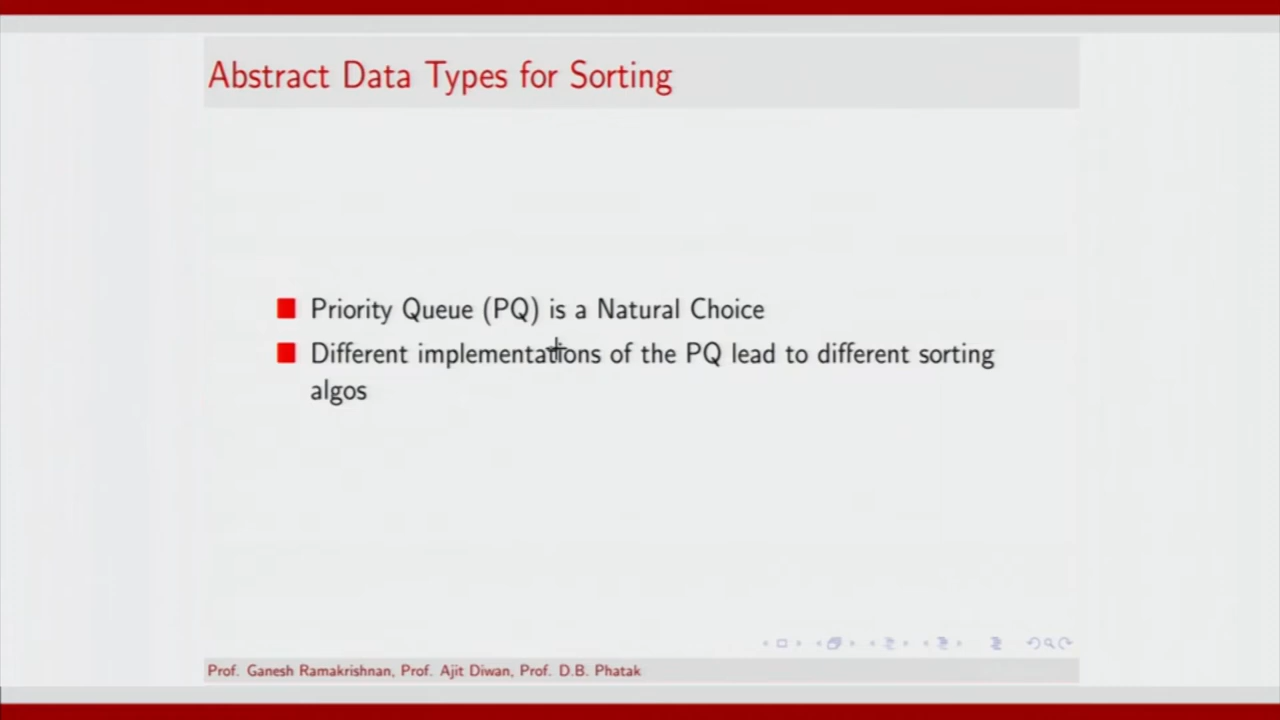 Abstract Data Types for Sorting
Priority Queue (PQ) is a Natural Choice
Different implementations of the PQ lead to different sorting
algos
Prof. Ganesh Ramakrishnan, Prof. Ajit Diwan, Prof. D.B. Phatak